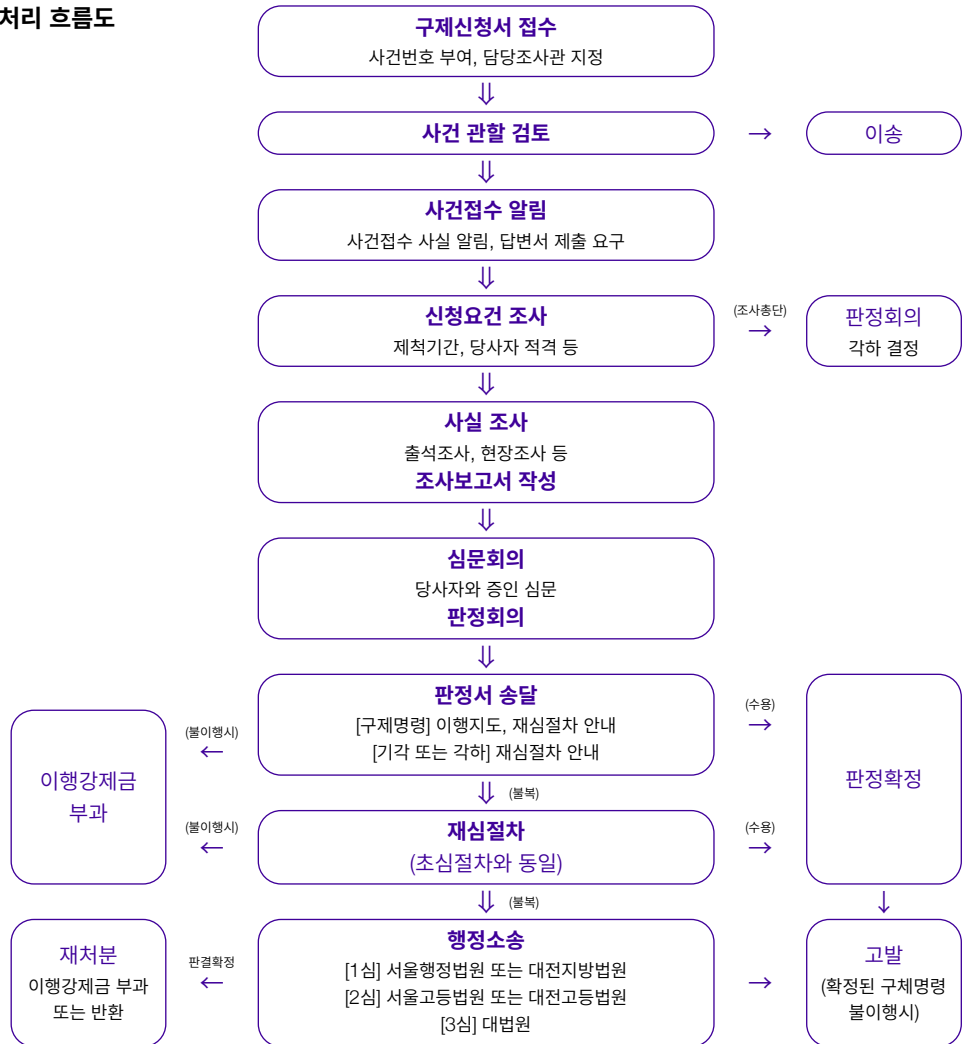 처리 흐름도
구제신청서 접수
사건번호 부여, 담당조사관 지정
⇓
사건 관할 검토
→
이송
⇓
사건접수 알림
사건접수 사실 알림, 답변서 제출 요구
⇓
신청요건 조사
제척기간, 당사자 적격 등
(조사총단)
→
판정회의
각하 결정
⇓
사실 조사
출석조사, 현장조사 등
조사보고서 작성
⇓
심문회의
당사자와 증인 심문
판정회의
⇓
판정서 송달
[구제명령] 이행지도, 재심절차 안내
[기각 또는 각하] 재심절차 안내
(불이행시)
←
(수용)
→
이행강제금
부과
판정확정
⇓ (불복)
재심절차
(초심절차와 동일)
(불이행시)
←
(수용)
→
⇓ (불복)
↓
행정소송
[1심] 서울행정법원 또는 대전지방법원
[2심] 서울고등법원 또는 대전고등법원
[3심] 대법원
판결확정
←
→
재처분
이행강제금 부과
또는 반환
고발
(확정된 구체명령
불이행시)